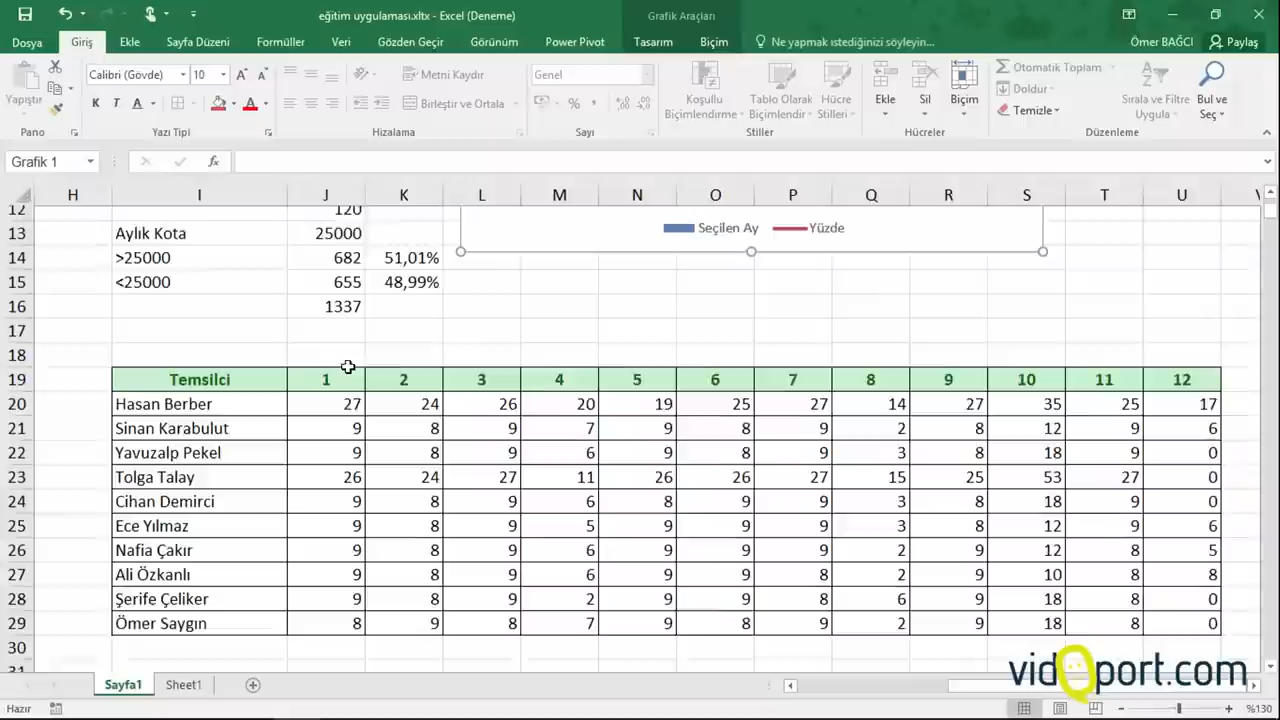 eğitim uygulaması.xltx - Excel (Deneme)
Grafik Araçları
Dosya Giriş Ekle Sayfa Düzeni Formüller Veri Gözden Geçir Görünüm Power Pivot Tasarım Biçim Ne yapmak istediğinizi söyleyin... Ömer BAĞCI Paylaş
Yapıştır
Calibri (Gövde) 10
K T A
Metni Kaydır
Birleştir ve Ortala
Genel
Koşullu Biçimlendirme
Tablo Olarak Biçimlendir
Hücre Stilleri
Ekle Sil Biçim
Otomatik Toplam
Doldur
Temizle
Sırala ve Filtre Uygula
Bul ve Seç
Pano Yazı Tipi Hizalama Sayı Stiller Hücreler Düzenleme
Grafik 1 fx
H I J K L M N O P Q R S T U
12 120
13 Aylık Kota 25000
14 >25000 682 51,01%
15 <25000 655 48,99%
16 1337
Seçilen Ay Yüzde
17
18
19 Temsilci 1 2 3 4 5 6 7 8 9 10 11 12
20 Hasan Berber 27 24 26 20 19 25 27 14 27 35 25 17
21 Sinan Karabulut 9 8 9 7 9 8 9 2 8 12 9 6
22 Yavuzalp Pekel 9 8 9 6 9 8 9 3 8 18 9 0
23 Tolga Talay 26 24 27 11 26 26 27 15 25 53 27 0
24 Cihan Demirci 9 8 9 6 8 9 9 3 8 18 9 0
25 Ece Yılmaz 9 8 9 5 9 9 9 3 8 12 9 6
26 Nafia Çakır 9 8 9 6 9 9 9 2 9 12 8 5
27 Ali Özkanlı 9 8 9 6 9 9 8 2 9 10 8 8
28 Şerife Çeliker 9 8 9 2 9 9 8 6 9 18 8 0
29 Ömer Saygın 8 9 8 7 9 8 9 2 9 18 8 0
30
vidoport.com
Sayfa1 Sheet1
Hazır
%130